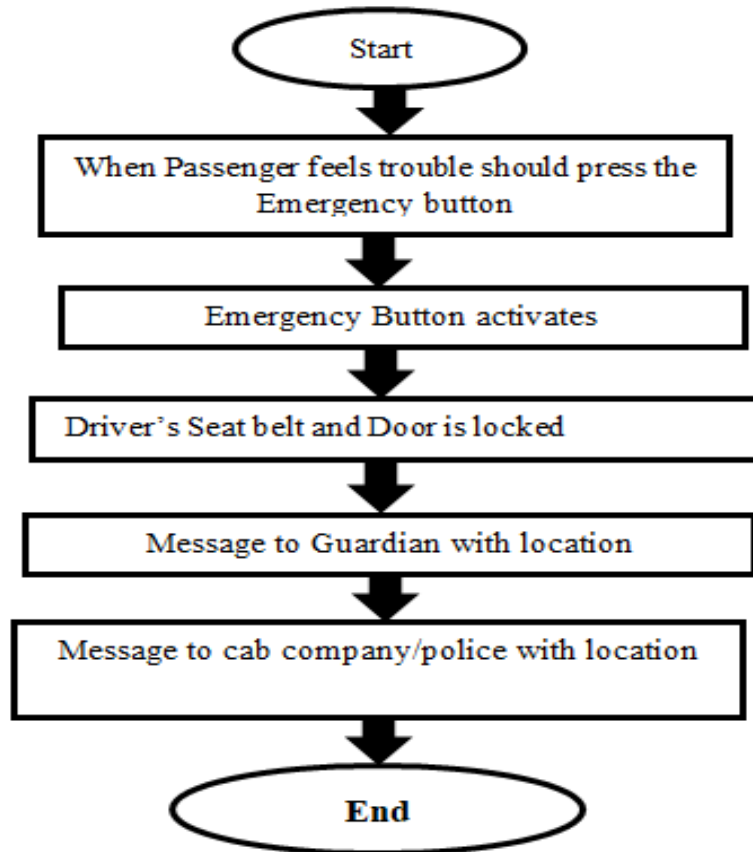 Start
When Passenger feels trouble should press the
Emergency button
Emergency Button activates
Driver’s Seat belt and Door is locked
Message to Guardian with location
Message to cab company/police with location
End